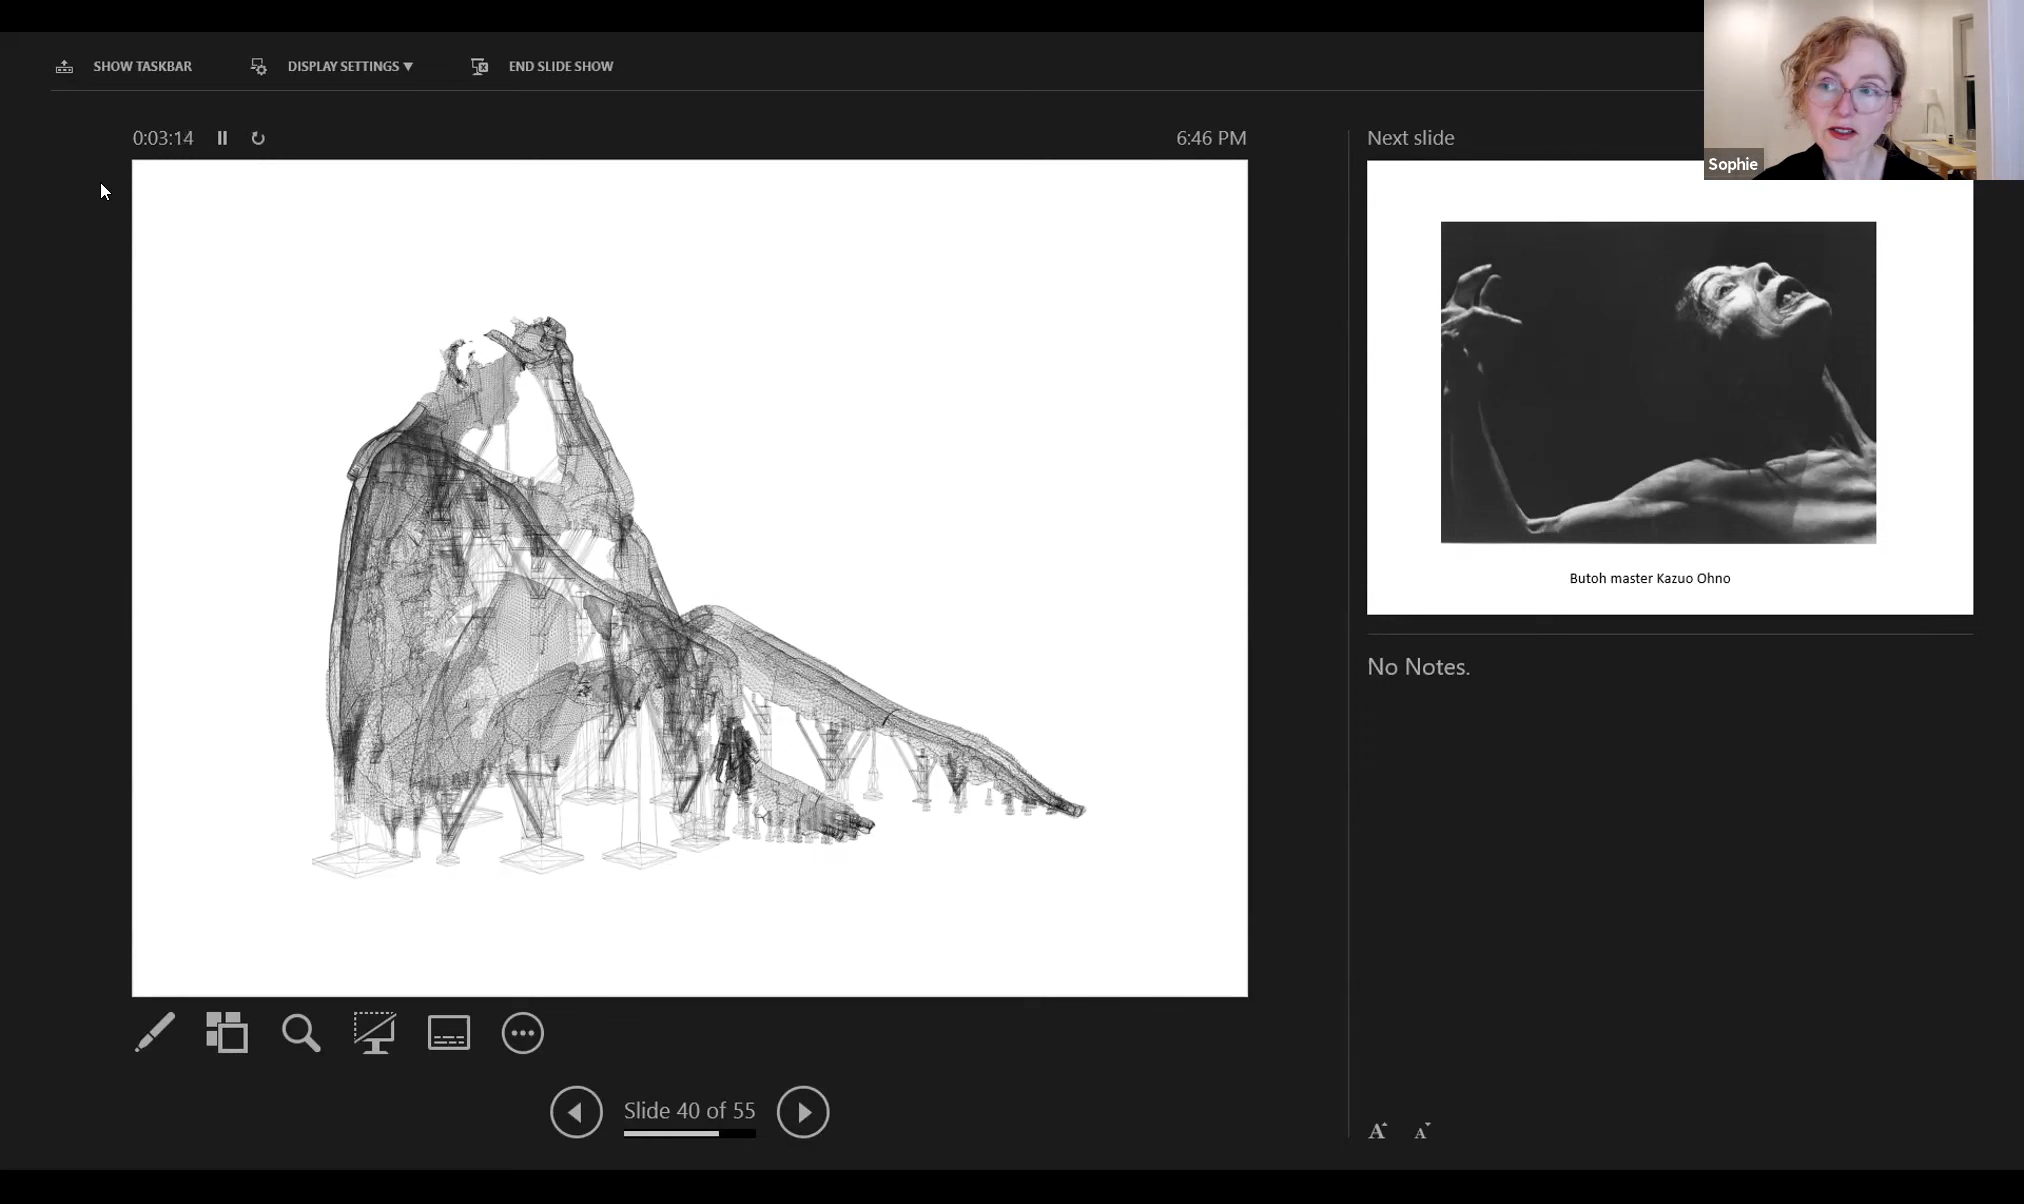 SHOW TASKBAR
DISPLAY SETTINGS ▼
END SLIDE SHOW
0:03:14
6:46 PM
Next slide
Sophie
Butoh master Kazuo Ohno
No Notes.
Slide 40 of 55
A A